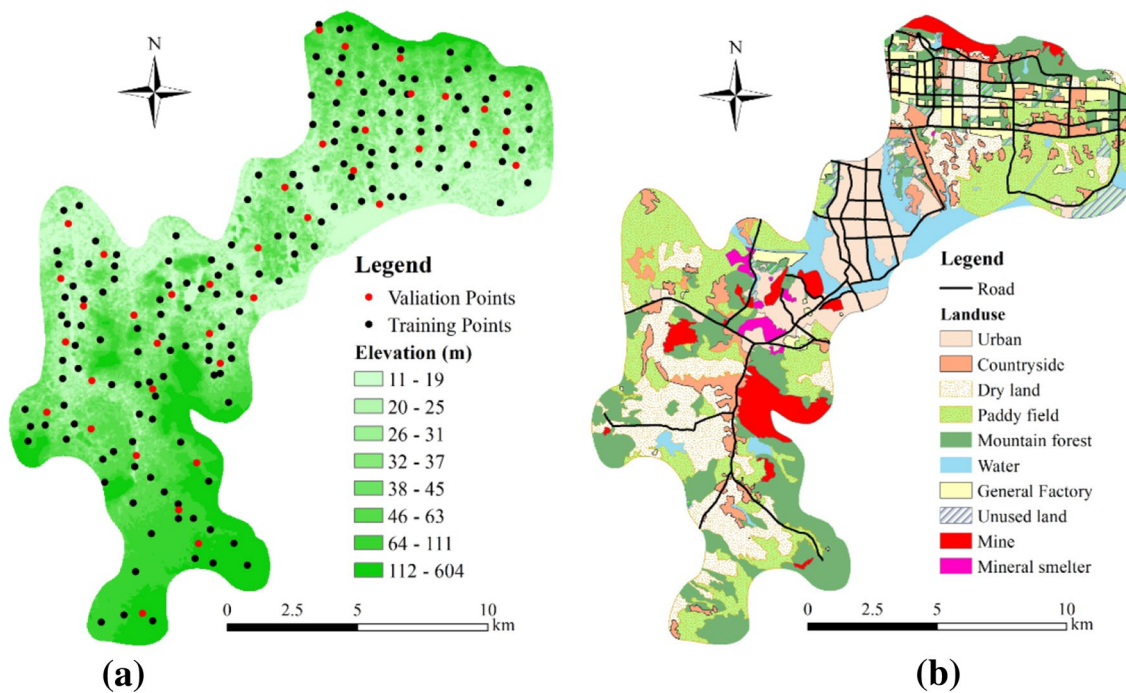 N
Legend
Valiation Points
Training Points
Elevation (m)
11 - 19
20 - 25
26 - 31
32 - 37
38 - 45
46 - 63
64 - 111
112 - 604
0 2.5 5 10
km
(a)
N
Legend
Road
Landuse
Urban
Countryside
Dry land
Paddy field
Mountain forest
Water
General Factory
Unused land
Mine
Mineral smelter
0 2.5 5 10
km
(b)